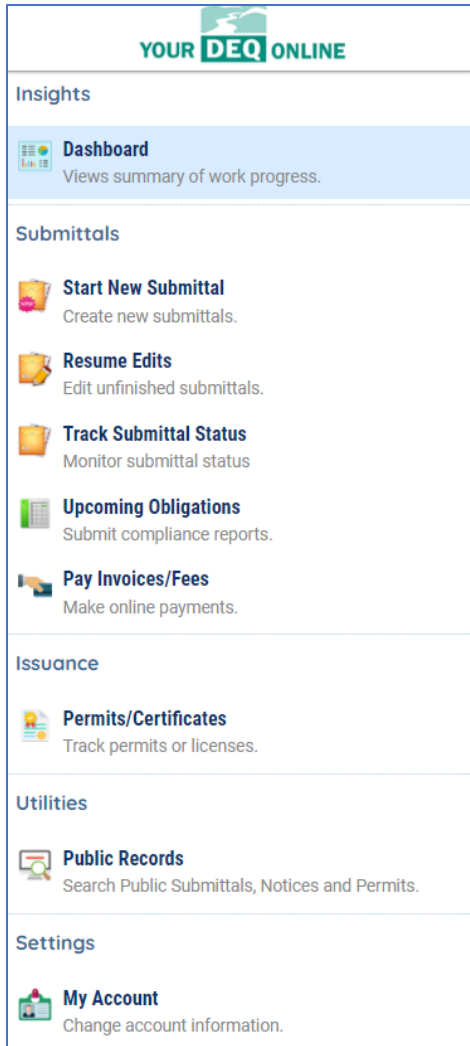 YOUR DEQ ONLINE
Insights
Dashboard
Views summary of work progress.
Submittals
Start New Submittal
Create new submittals.
Resume Edits
Edit unfinished submittals.
Track Submittal Status
Monitor submittal status
Upcoming Obligations
Submit compliance reports.
Pay Invoices/Fees
Make online payments.
Issuance
Permits/Certificates
Track permits or licenses.
Utilities
Public Records
Search Public Submittals, Notices and Permits.
Settings
My Account
Change account information.